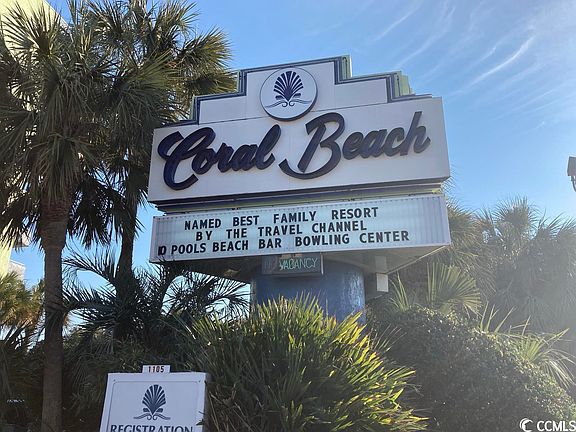 Coral Beach
NAMED BEST FAMILY RESORT
BY THE TRAVEL CHANNEL
10 POOLS BEACH BAR BOWLING CENTER
VACANCY
1105
REGISTRATION
© CCMLS